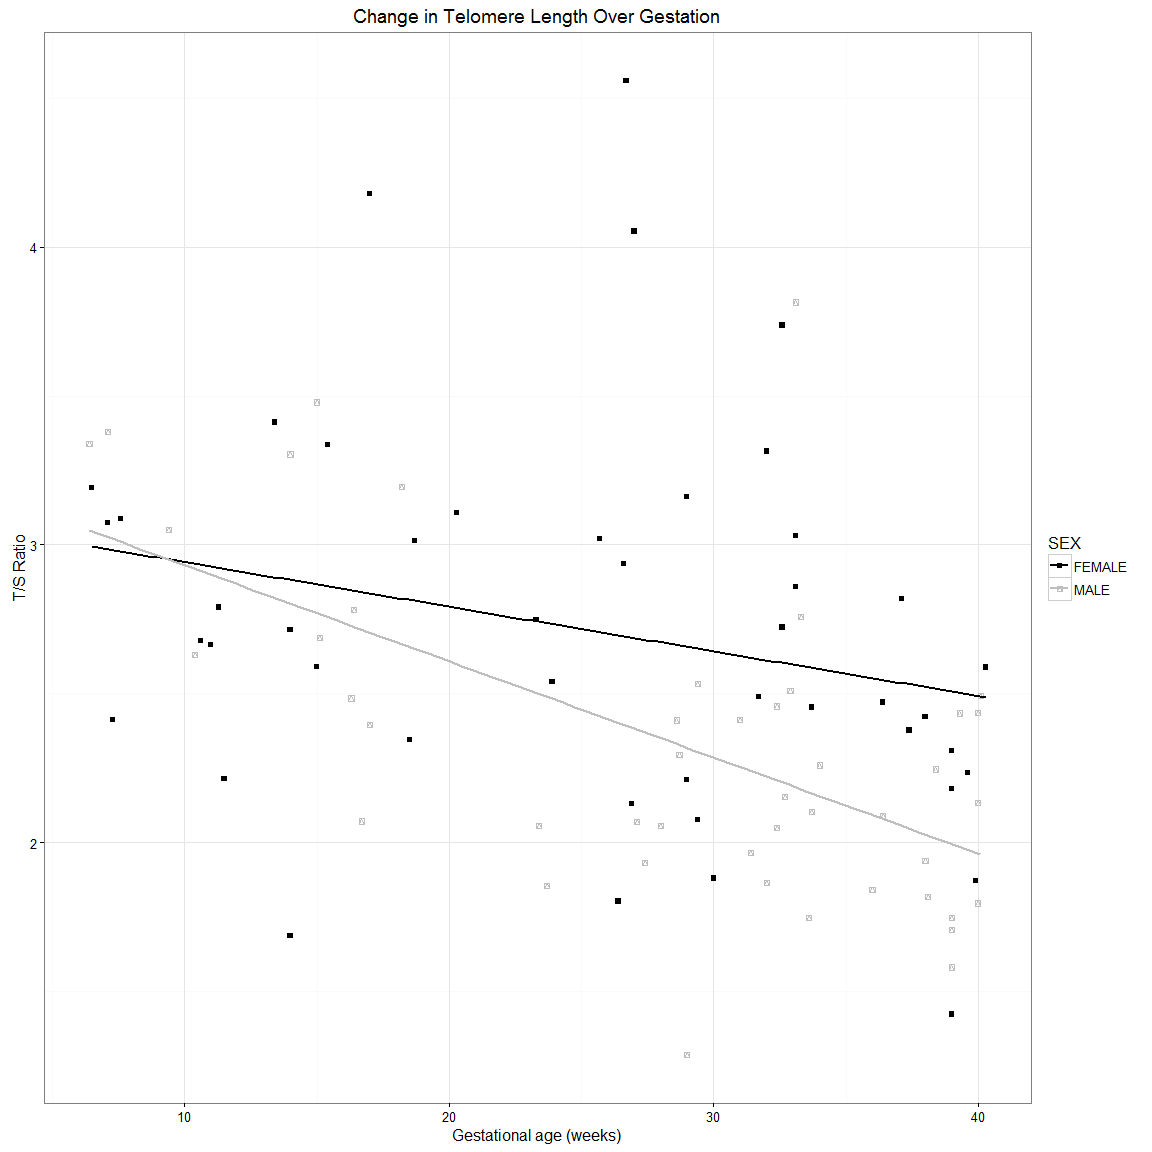 Change in Telomere Length Over Gestation
4
3
2
T/S Ratio
10 20 30 40
Gestational age (weeks)
SEX
FEMALE
MALE